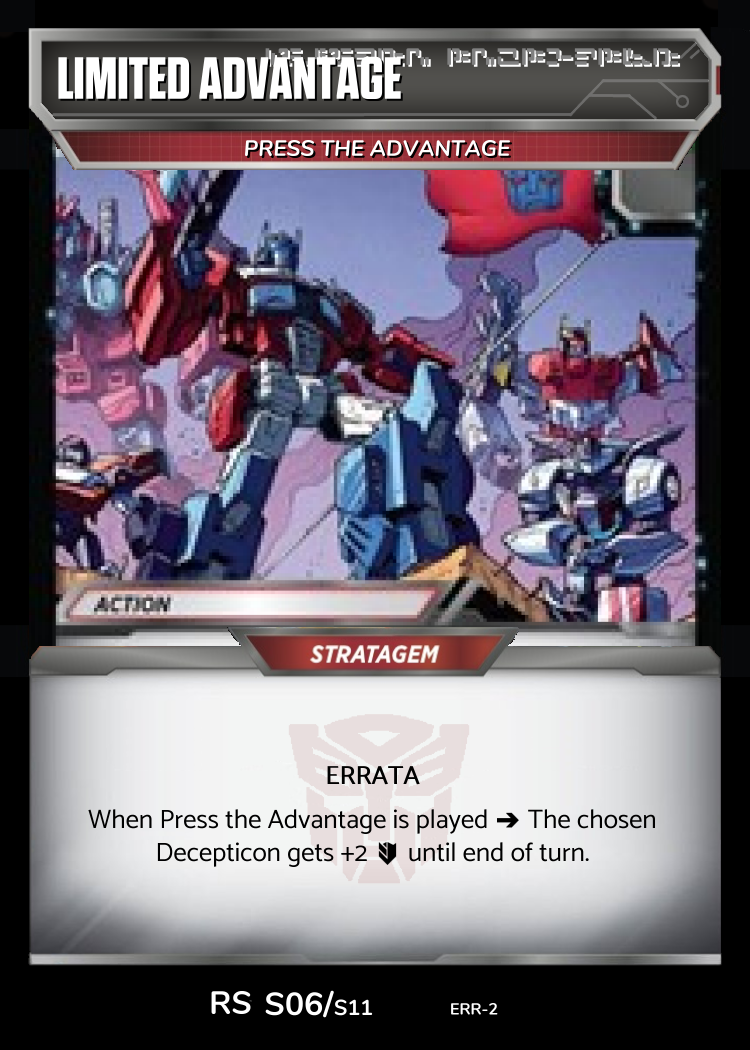 LIMITED ADVANTAGE
PRESS THE ADVANTAGE
ACTION
STRATAGEM
ERRATA
When Press the Advantage is played ➔ The chosen
Decepticon gets +2 until end of turn.
RS S06/S11 ERR-2